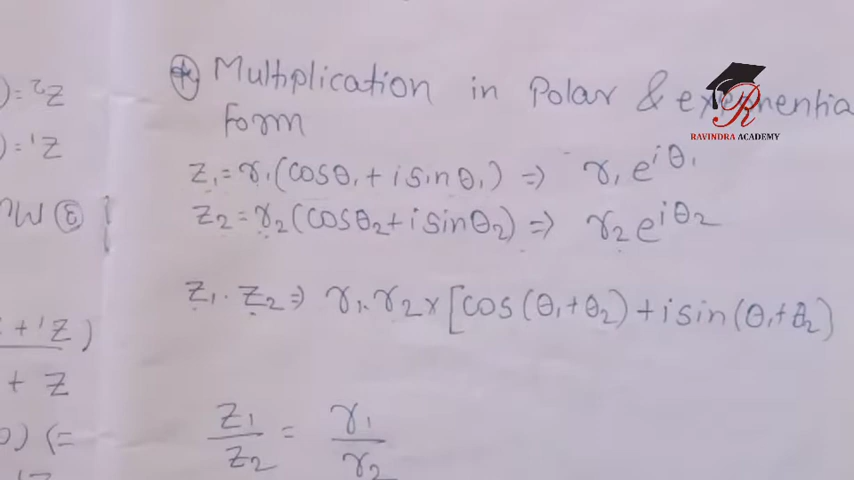 ⊛ Multiplication in Polar & exponential
form
RAVINDRA ACADEMY
z₁ = r₁(cosθ₁ + i sinθ₁) ⇒ r₁ e^{iθ₁}
z₂ = r₂(cosθ₂ + i sinθ₂) ⇒ r₂ e^{iθ₂}
z₁ . z₂ ⇒ r₁. r₂ × [cos(θ₁+θ₂) + i sin(θ₁+θ₂)
z₁/z₂ = r₁/r₂